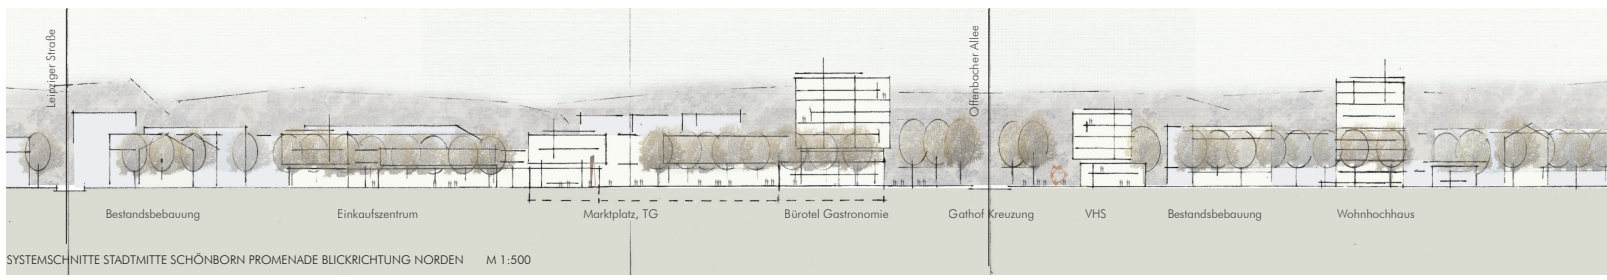 Leipziger Straße
Offenbacher Allee
Bestandsbebauung
Einkaufszentrum
Marktplatz, TG
Bürotel Gastronomie
Gathof Kreuzung
VHS
Bestandsbebauung
Wohnhochhaus
SYSTEMSCHNITTE STADTMITTE SCHÖNBORN PROMENADE BLICKRICHTUNG NORDEN M 1:500